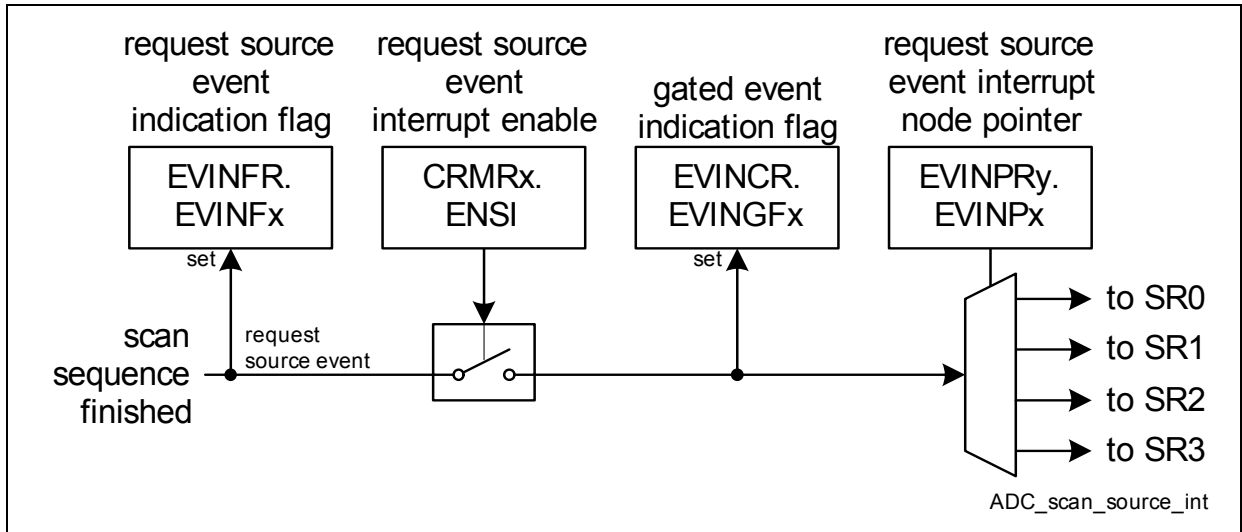 request source
event
indication flag
request source
event
interrupt enable
gated event
indication flag
request source
event interrupt
node pointer
EVINFR.
EVINFx
CRMRx.
ENSI
EVINCR.
EVINGFx
EVINPRy.
EVINPx
set
set
scan
sequence
finished
request
source event
to SR0
to SR1
to SR2
to SR3
ADC_scan_source_int